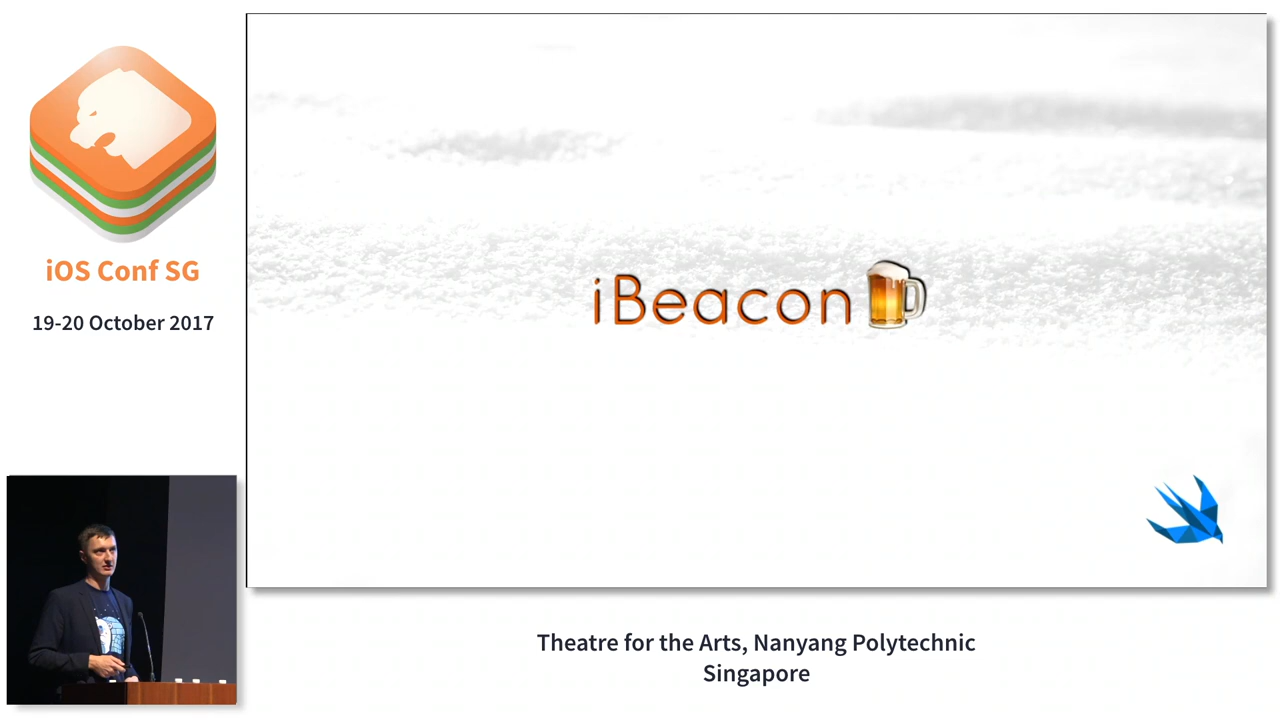 iOS Conf SG
19-20 October 2017
iBeacon
Theatre for the Arts, Nanyang Polytechnic
Singapore